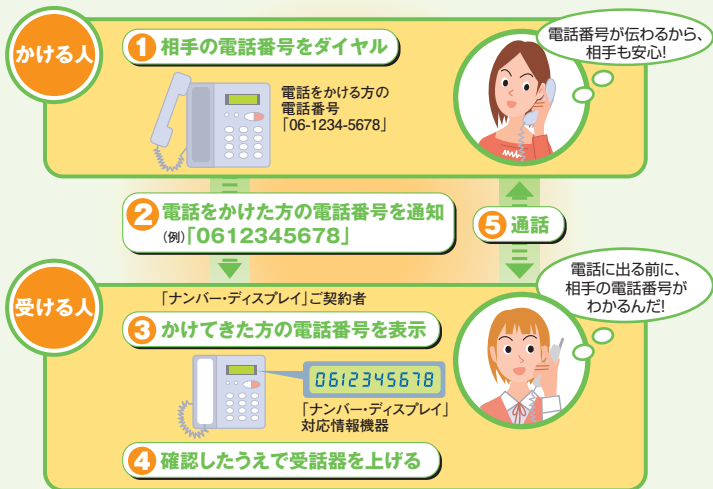 かける人
① 相手の電話番号をダイヤル
電話番号が伝わるから、
相手も安心!
電話をかける方の
電話番号
「06-1234-5678」
② 電話をかけた方の電話番号を通知
(例)「0612345678」
⑤ 通話
受ける人
「ナンバー・ディスプレイ」ご契約者
電話に出る前に、
相手の電話番号が
わかるんだ!
③ かけてきた方の電話番号を表示
0612345678
「ナンバー・ディスプレイ」
対応情報機器
④ 確認したうえで受話器を上げる